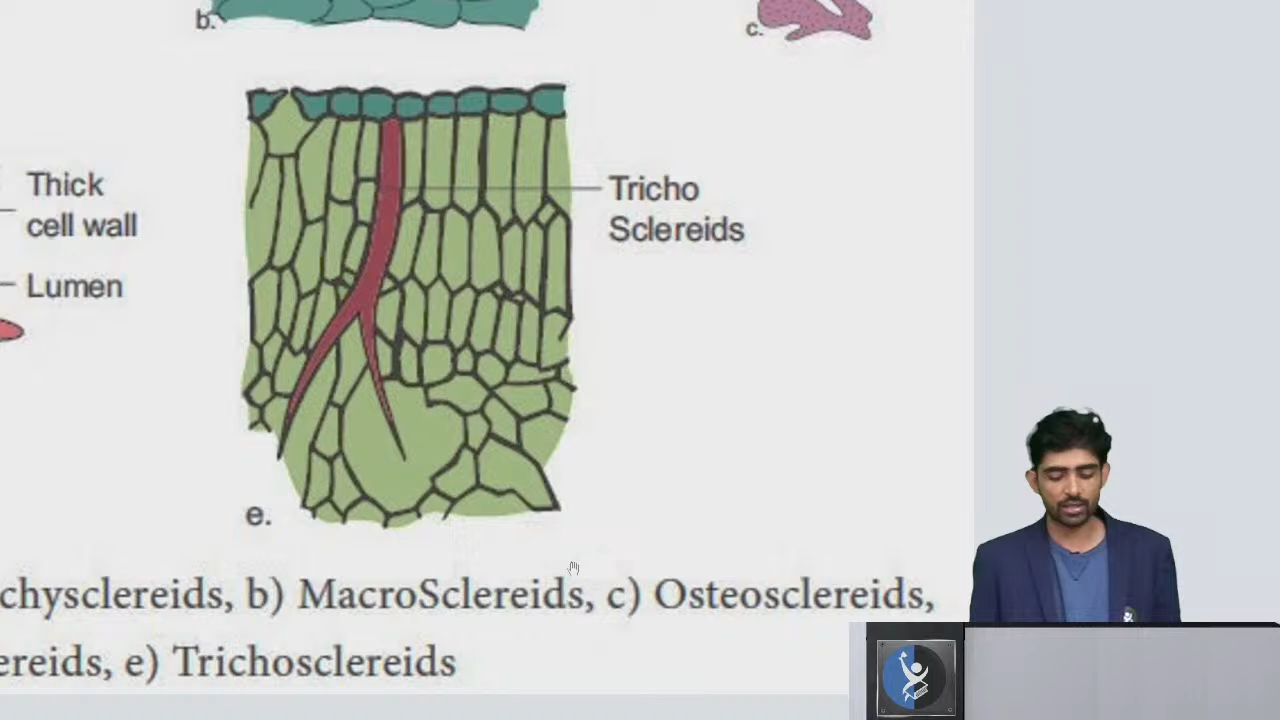 b.
c.
Thick
cell wall
Lumen
Tricho
Sclereids
e.
chysclereids, b) MacroSclereids, c) Osteosclereids,
ereids, e) Trichosclereids